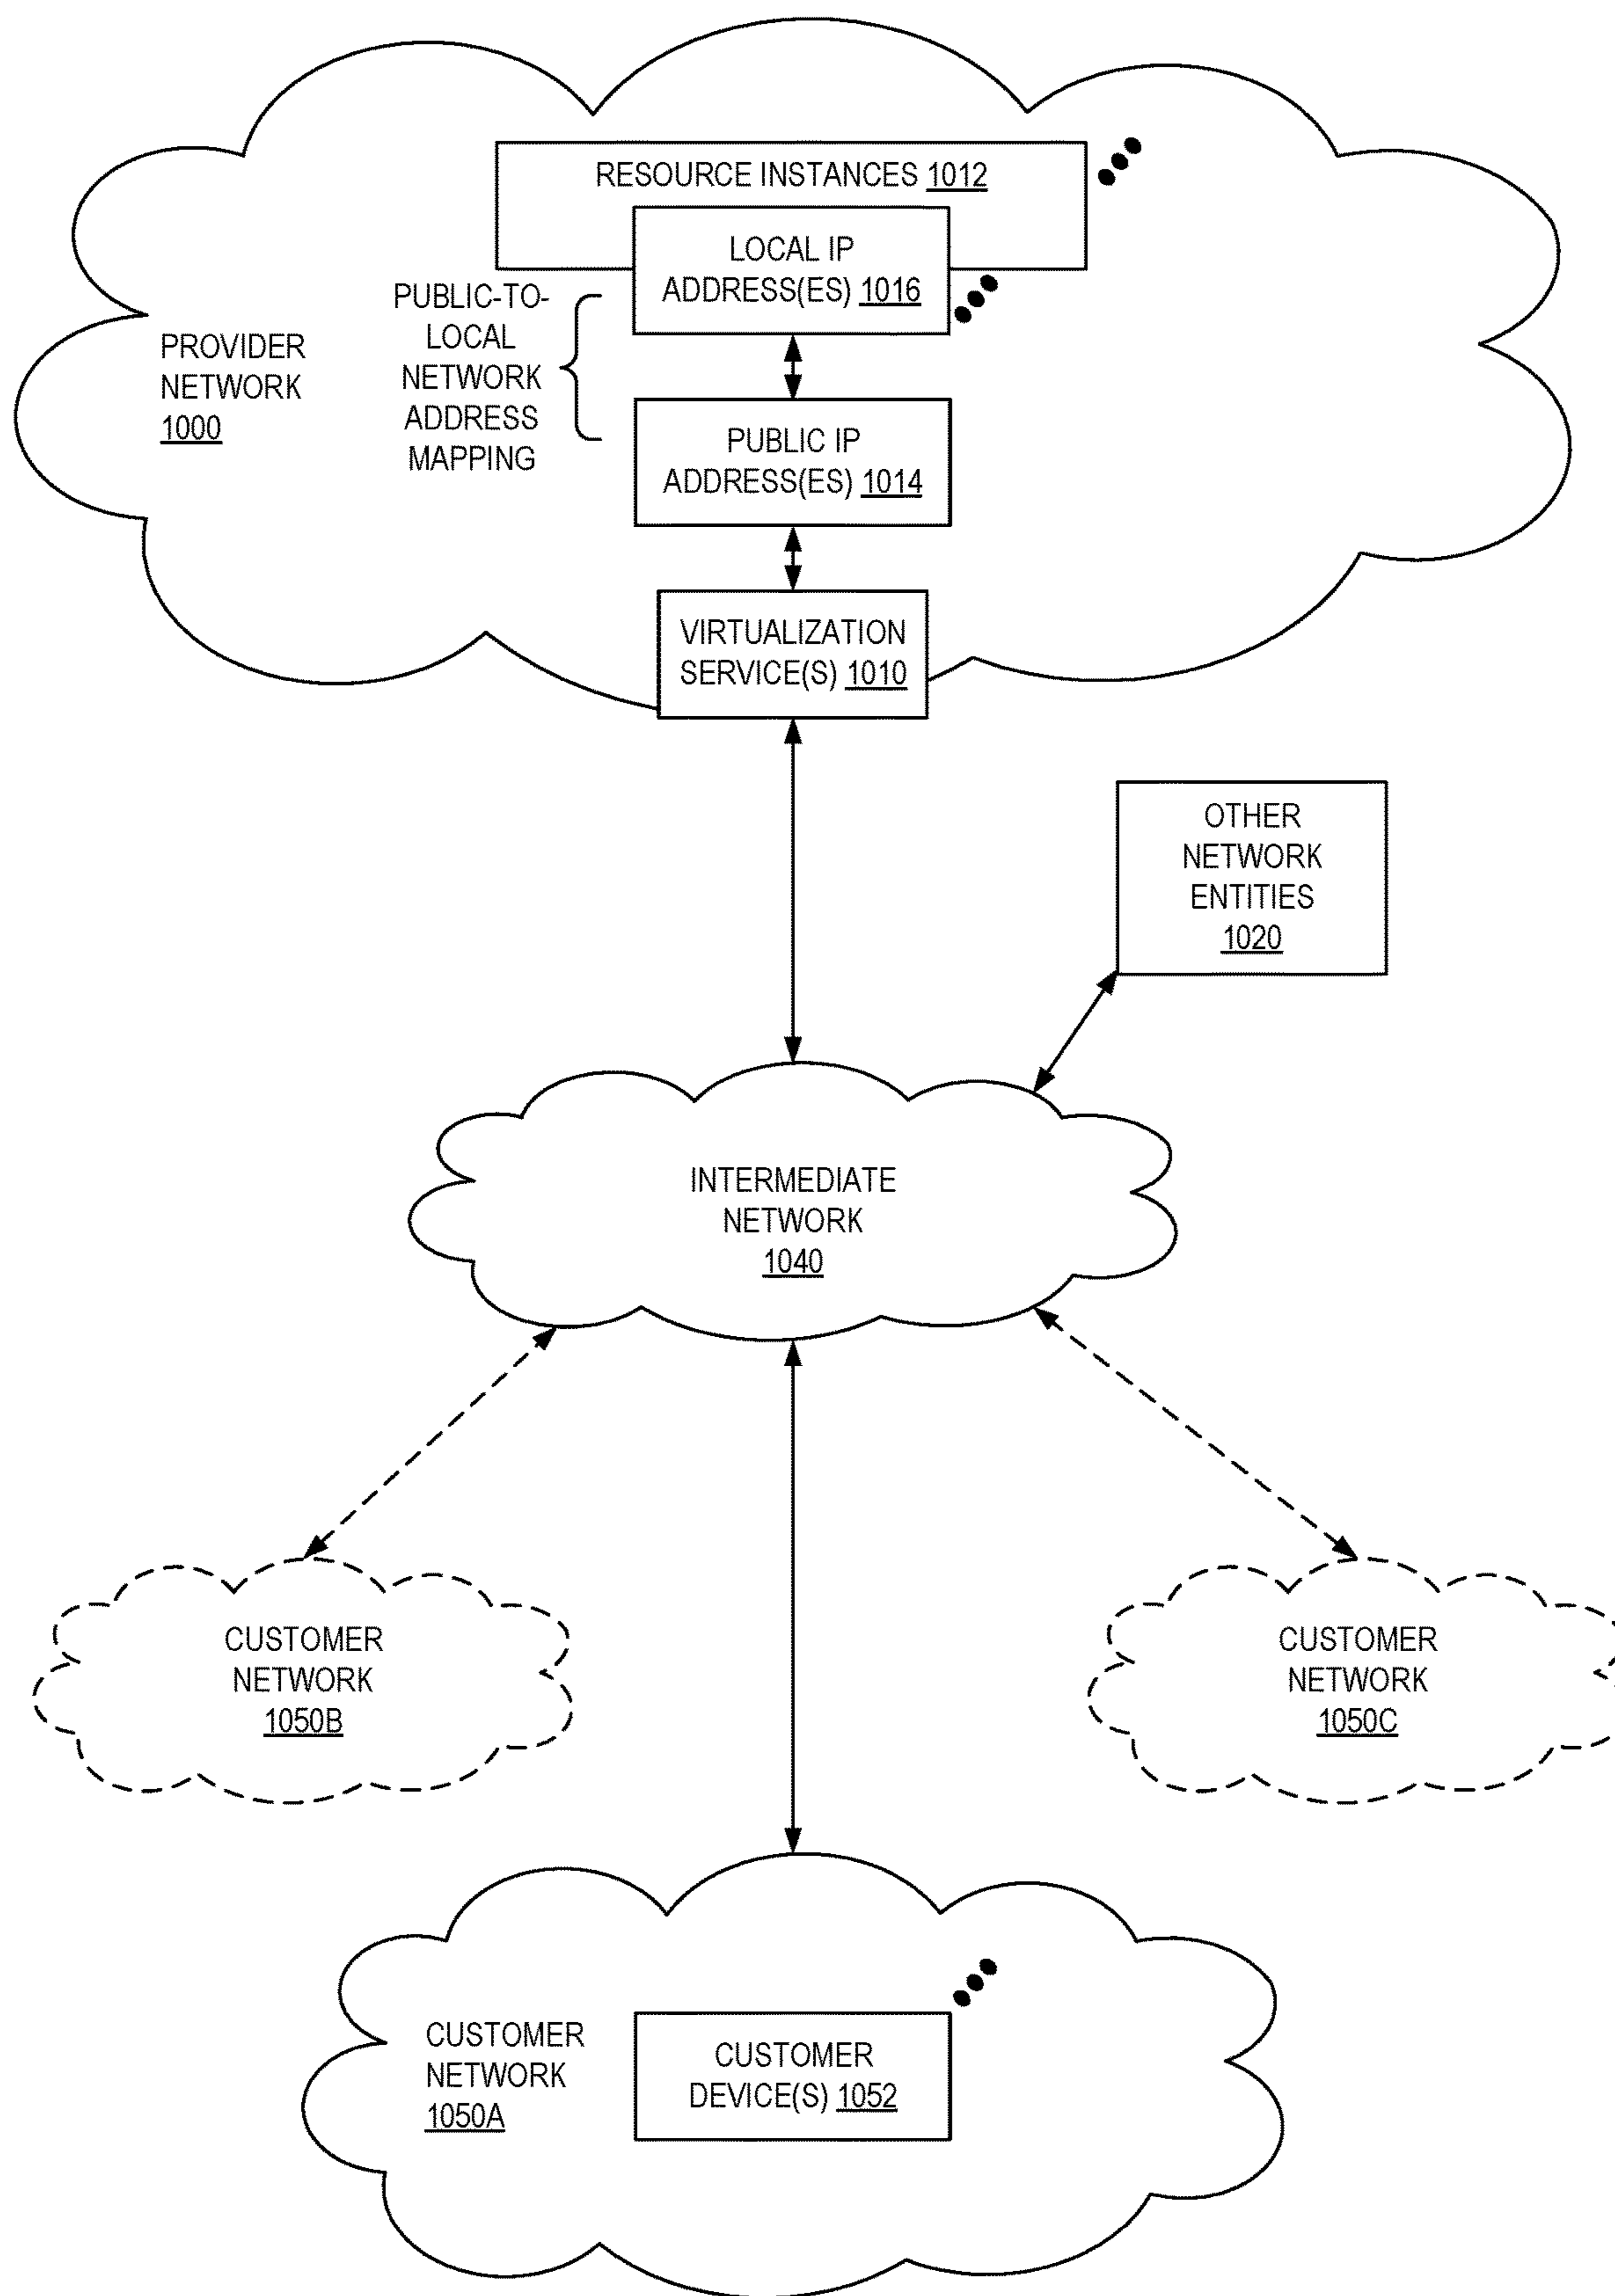 RESOURCE INSTANCES 1012
LOCAL IP
ADDRESS(ES) 1016
PUBLIC-TO-
LOCAL
NETWORK
ADDRESS
MAPPING
PROVIDER
NETWORK
1000
PUBLIC IP
ADDRESS(ES) 1014
VIRTUALIZATION
SERVICE(S) 1010
OTHER
NETWORK
ENTITIES
1020
INTERMEDIATE
NETWORK
1040
CUSTOMER
NETWORK
1050B
CUSTOMER
NETWORK
1050C
CUSTOMER
NETWORK
1050A
CUSTOMER
DEVICE(S) 1052